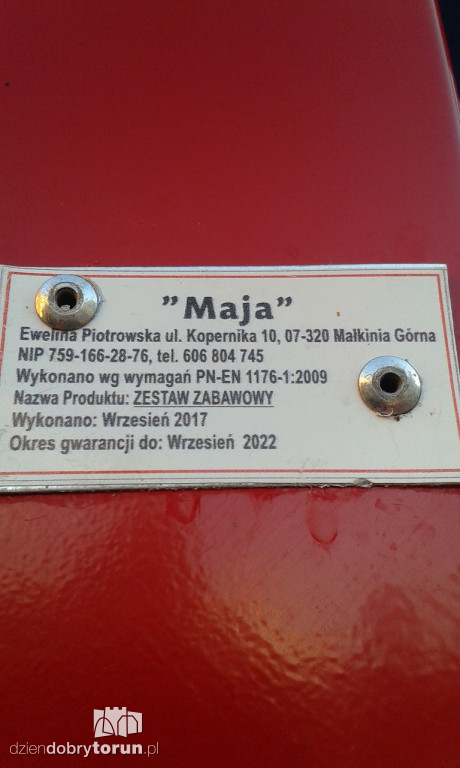 "Maja"
Ewelina Piotrowska ul. Kopernika 10, 07-320 Małkinia Górna
NIP 759-166-28-76, tel. 606 804 745
Wykonano wg wymagań PN-EN 1176-1:2009
Nazwa Produktu: ZESTAW ZABAWOWY
Wykonano: Wrzesień 2017
Okres gwarancji do: Wrzesień 2022
dziendobrytorun.pl